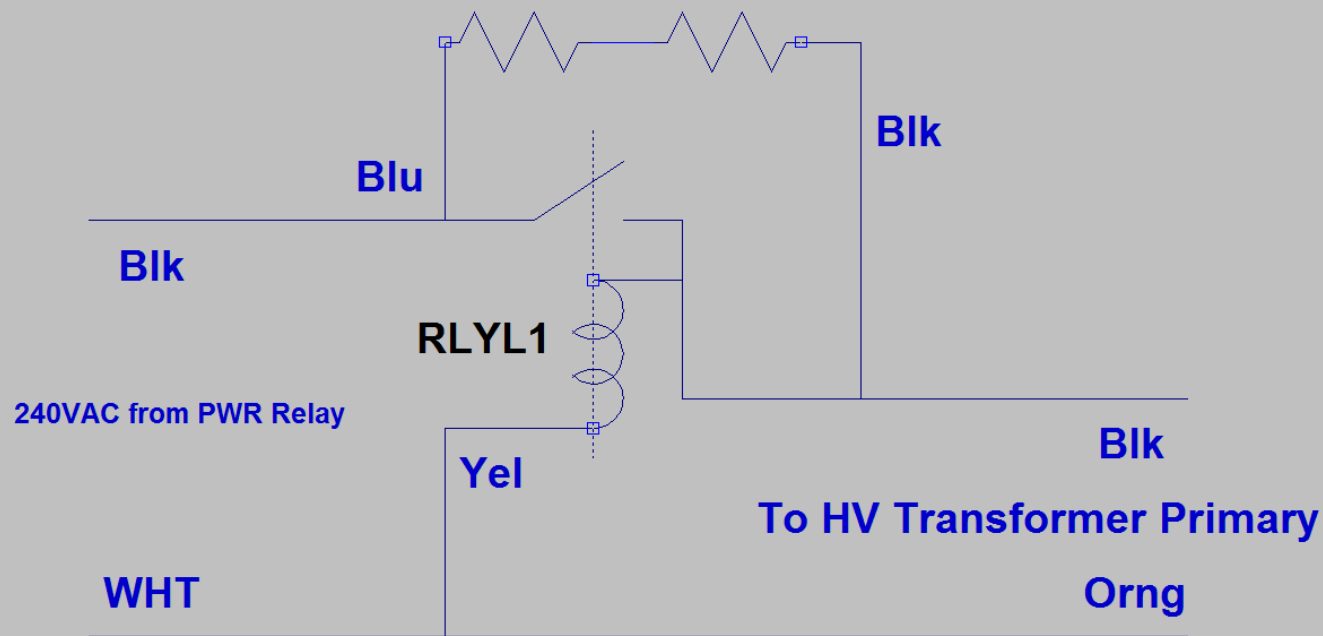 Blk
Blu
Blk
RLYL1
240VAC from PWR Relay
Blk
Yel
To HV Transformer Primary
WHT
Orng